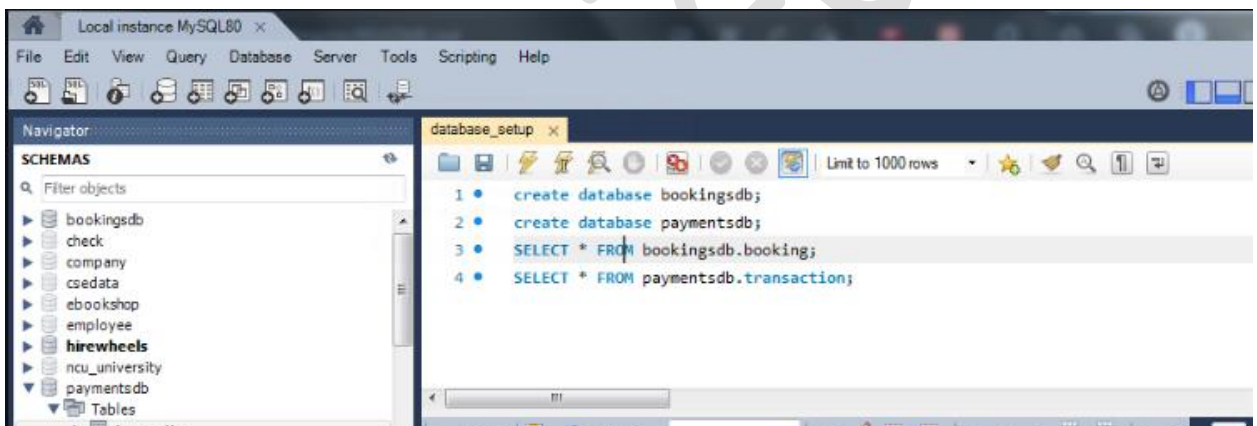 Local instance MySQL80
File Edit View Query Database Server Tools Scripting Help
Navigator
SCHEMAS
Filter objects
bookingsdb
check
company
csedata
ebookshop
employee
hirewheels
ncu_university
paymentsdb
Tables
database_setup
Limit to 1000 rows
1 create database bookingsdb;
2 create database paymentsdb;
3 SELECT * FROM bookingsdb.booking;
4 SELECT * FROM paymentsdb.transaction;